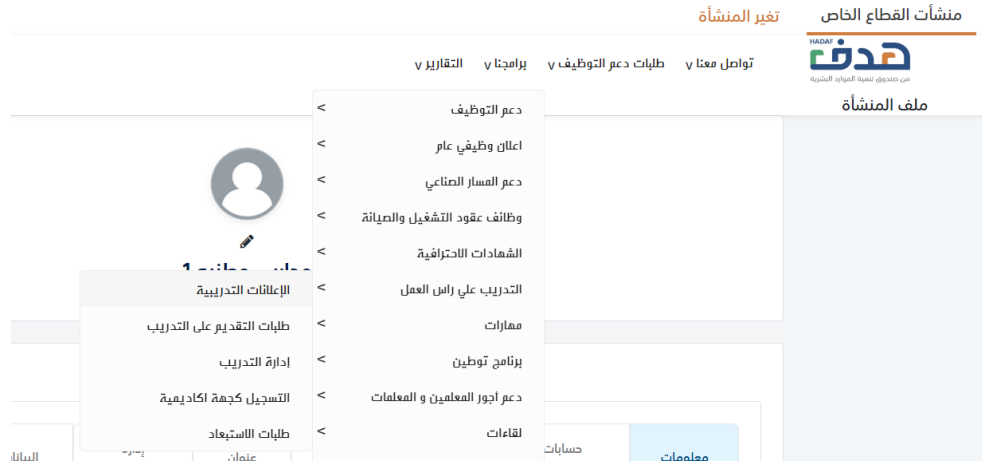 منشأت القطاع الخاص
تغير المنشأة
HADAF
هدف
من صندوق تنمية الموارد البشرية
تواصل معنا
طلبات دعم التوظيف
برامجنا
التقارير
ملف المنشأة
دعم التوظيف
اعلان وظيفي عام
دعم المسار الصناعي
وظائف عقود التشغيل والصيانة
الشهادات الاحترافية
التدريب علي راس العمل
مهارات
برنامج توطين
دعم أجور المعلمين و المعلمات
لقاءات
الإعلانات التدريبية
طلبات التقديم على التدريب
إدارة التدريب
التسجيل كجهة اكاديمية
طلبات الاستبعاد
معلومات
حسابات
عنوان